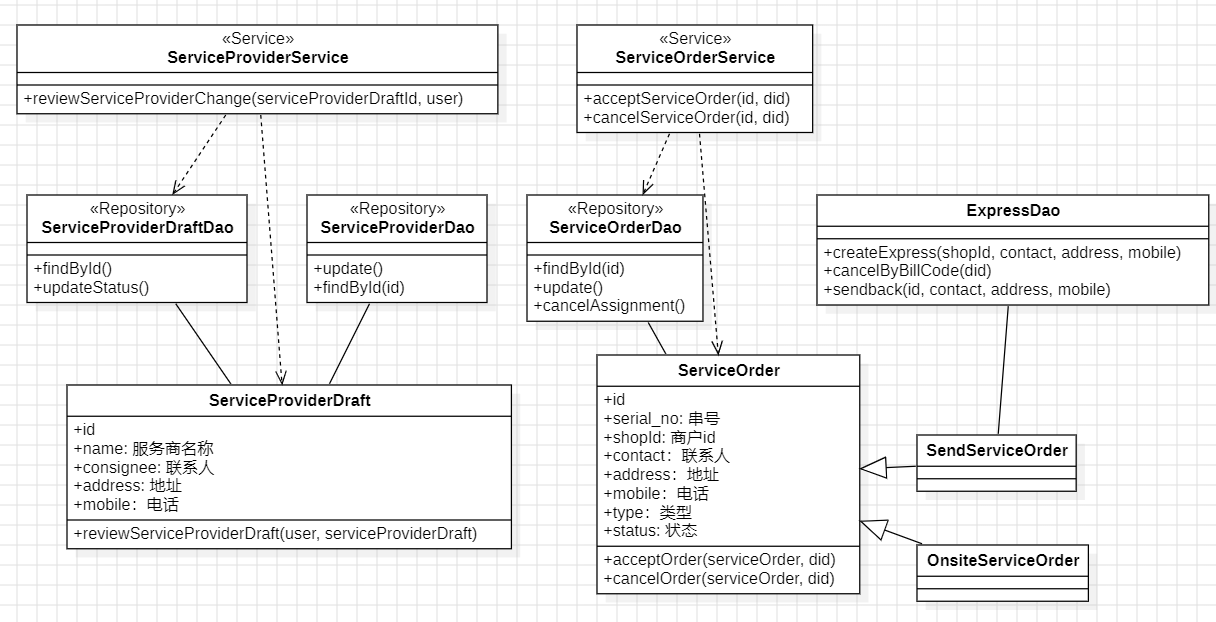 «Service»
ServiceProviderService
+reviewServiceProviderChange(serviceProviderDraftId, user)
«Service»
ServiceOrderService
+acceptServiceOrder(id, did)
+cancelServiceOrder(id, did)
«Repository»
ServiceProviderDraftDao
+findById()
+updateStatus()
«Repository»
ServiceProviderDao
+update()
+findById(id)
«Repository»
ServiceOrderDao
+findById(id)
+update()
+cancelAssignment()
ExpressDao
+createExpress(shopId, contact, address, mobile)
+cancelByBillCode(did)
+sendback(id, contact, address, mobile)
ServiceProviderDraft
+id
+name: 服务商名称
+consignee: 联系人
+address: 地址
+mobile：电话
+reviewServiceProviderDraft(user, serviceProviderDraft)
ServiceOrder
+id
+serial_no: 串号
+shopId: 商户id
+contact：联系人
+address：地址
+mobile：电话
+type：类型
+status: 状态
+acceptOrder(serviceOrder, did)
+cancelOrder(serviceOrder, did)
SendServiceOrder
OnsiteServiceOrder